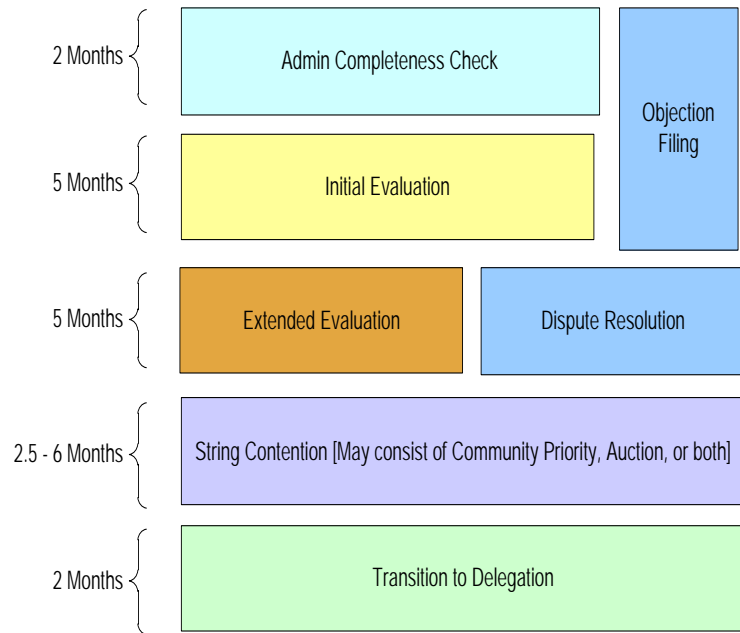 2 Months
Admin Completeness Check
Objection
Filing
5 Months
Initial Evaluation
5 Months
Extended Evaluation
Dispute Resolution
2.5 - 6 Months
String Contention [May consist of Community Priority, Auction, or both]
2 Months
Transition to Delegation